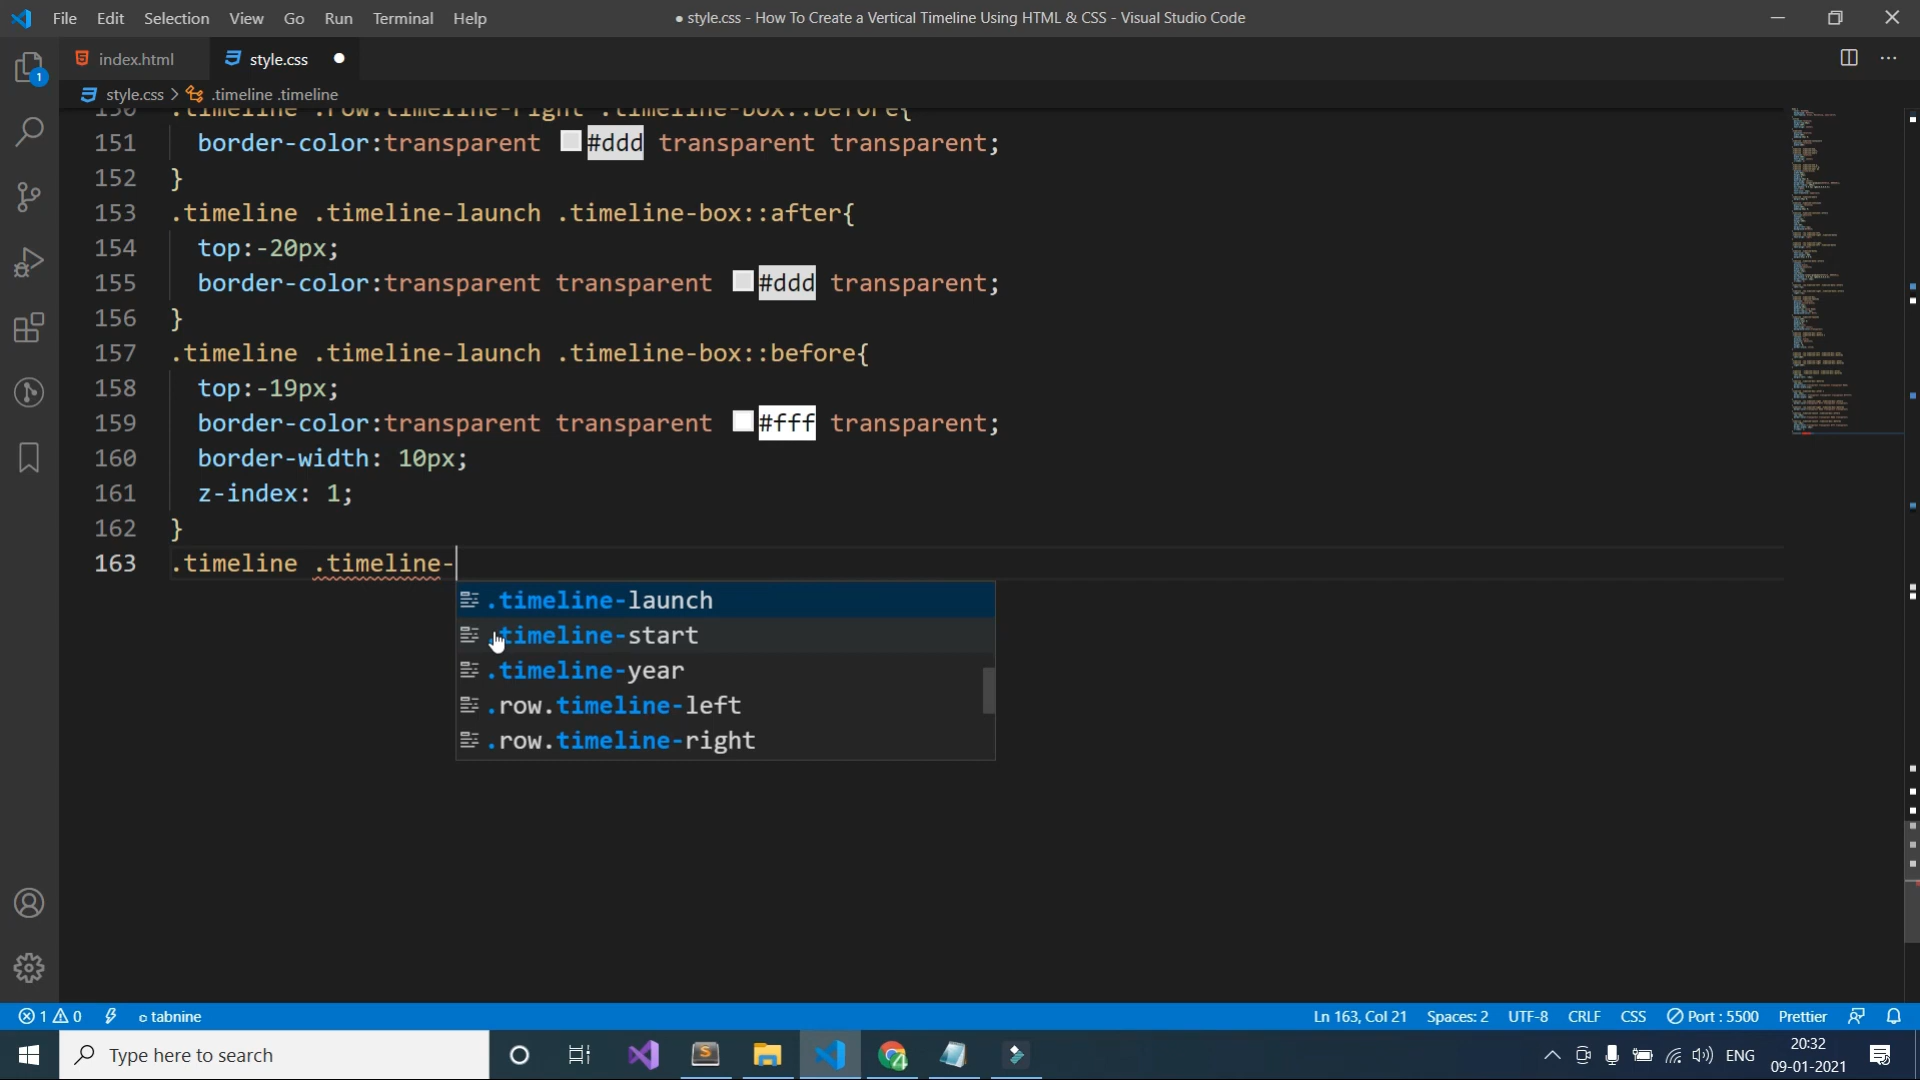 File Edit Selection View Go Run Terminal Help
● style.css - How To Create a Vertical Timeline Using HTML & CSS - Visual Studio Code
index.html
style.css
style.css > .timeline .timeline
150 .timeline .row.timeline-right .timeline-box::before{
151 border-color:transparent #ddd transparent transparent;
152 }
153 .timeline .timeline-launch .timeline-box::after{
154 top:-20px;
155 border-color:transparent transparent #ddd transparent;
156 }
157 .timeline .timeline-launch .timeline-box::before{
158 top:-19px;
159 border-color:transparent transparent #fff transparent;
160 border-width: 10px;
161 z-index: 1;
162 }
163 .timeline .timeline-
.timeline-launch
.timeline-start
.timeline-year
.row.timeline-left
.row.timeline-right
1
1 0 tabnine
Ln 163, Col 21 Spaces: 2 UTF-8 CRLF CSS Port : 5500 Prettier
Type here to search
ENG
20:32
09-01-2021